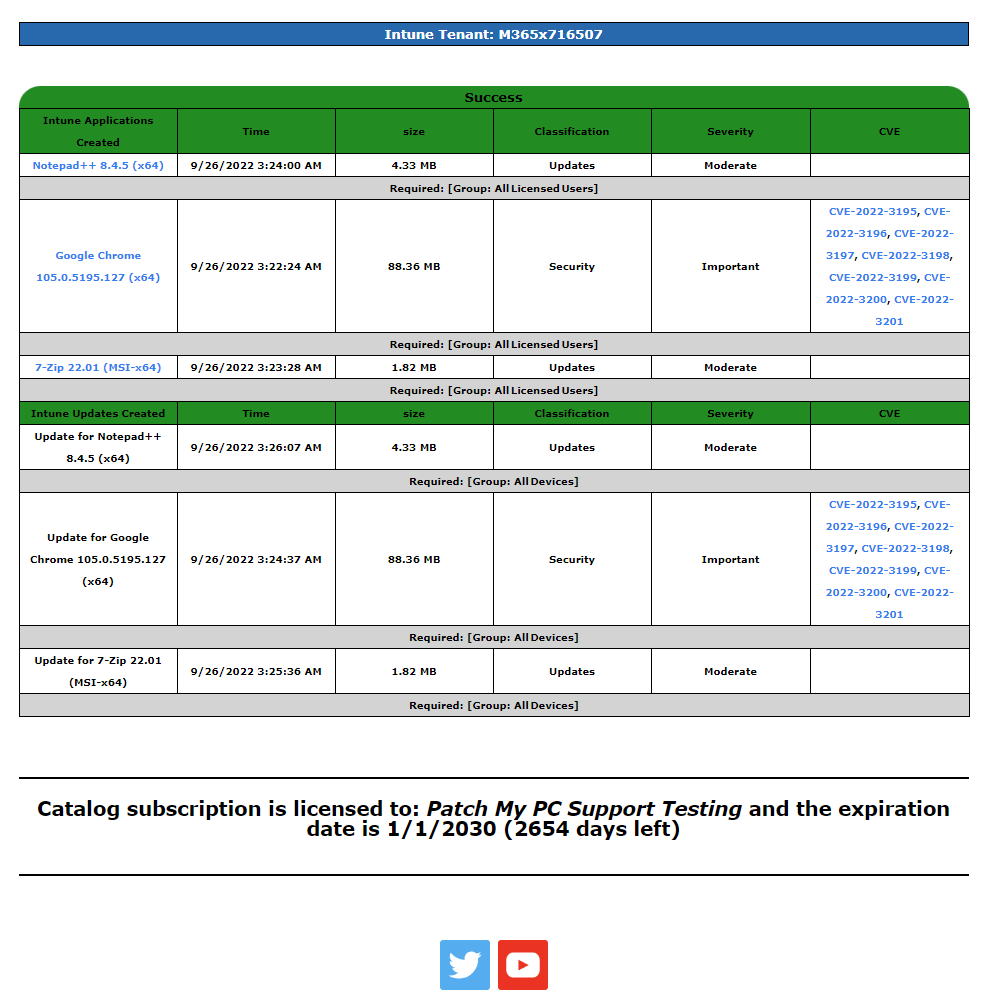 Intune Tenant: M365x716507
Success
Intune Applications Created Time size Classification Severity CVE
Notepad++ 8.4.5 (x64) 9/26/2022 3:24:00 AM 4.33 MB Updates Moderate
Required: [Group: All Licensed Users]
Google Chrome 105.0.5195.127 (x64) 9/26/2022 3:22:24 AM 88.36 MB Security Important CVE-2022-3195, CVE-2022-3196, CVE-2022-3197, CVE-2022-3198, CVE-2022-3199, CVE-2022-3200, CVE-2022-3201
Required: [Group: All Licensed Users]
7-Zip 22.01 (MSI-x64) 9/26/2022 3:23:28 AM 1.82 MB Updates Moderate
Required: [Group: All Licensed Users]
Intune Updates Created Time size Classification Severity CVE
Update for Notepad++ 8.4.5 (x64) 9/26/2022 3:26:07 AM 4.33 MB Updates Moderate
Required: [Group: All Devices]
Update for Google Chrome 105.0.5195.127 (x64) 9/26/2022 3:24:37 AM 88.36 MB Security Important CVE-2022-3195, CVE-2022-3196, CVE-2022-3197, CVE-2022-3198, CVE-2022-3199, CVE-2022-3200, CVE-2022-3201
Required: [Group: All Devices]
Update for 7-Zip 22.01 (MSI-x64) 9/26/2022 3:25:36 AM 1.82 MB Updates Moderate
Required: [Group: All Devices]
Catalog subscription is licensed to: Patch My PC Support Testing and the expiration
date is 1/1/2030 (2654 days left)